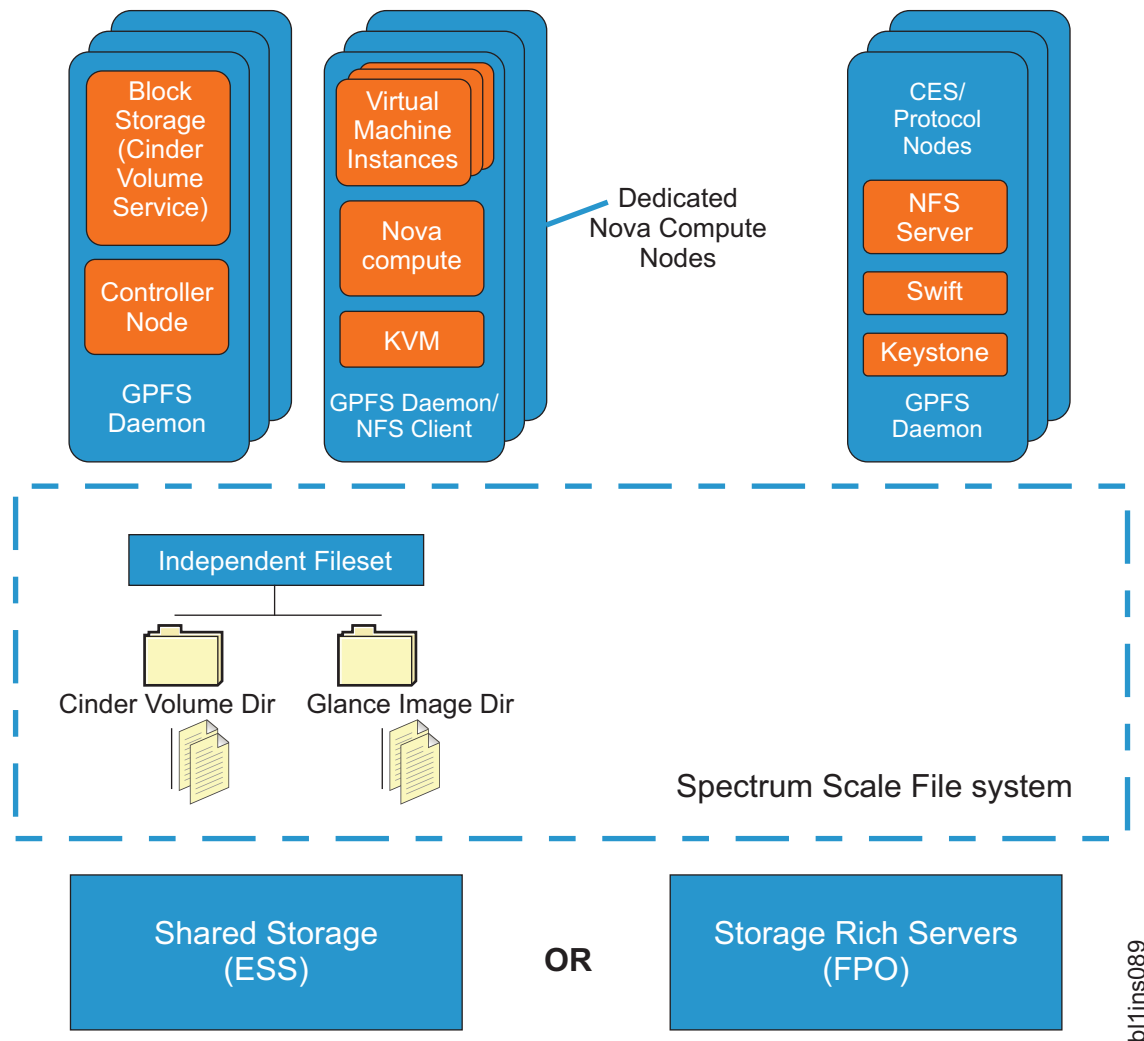 Block
Storage
(Cinder
Volume
Service)
Controller
Node
GPFS
Daemon
Virtual
Machine
Instances
Nova
compute
KVM
GPFS Daemon/
NFS Client
Dedicated
Nova Compute
Nodes
CES/
Protocol
Nodes
NFS
Server
Swift
Keystone
GPFS
Daemon
Independent Fileset
Cinder Volume Dir
Glance Image Dir
Spectrum Scale File system
Shared Storage
(ESS)
OR
Storage Rich Servers
(FPO)
bl1ins089